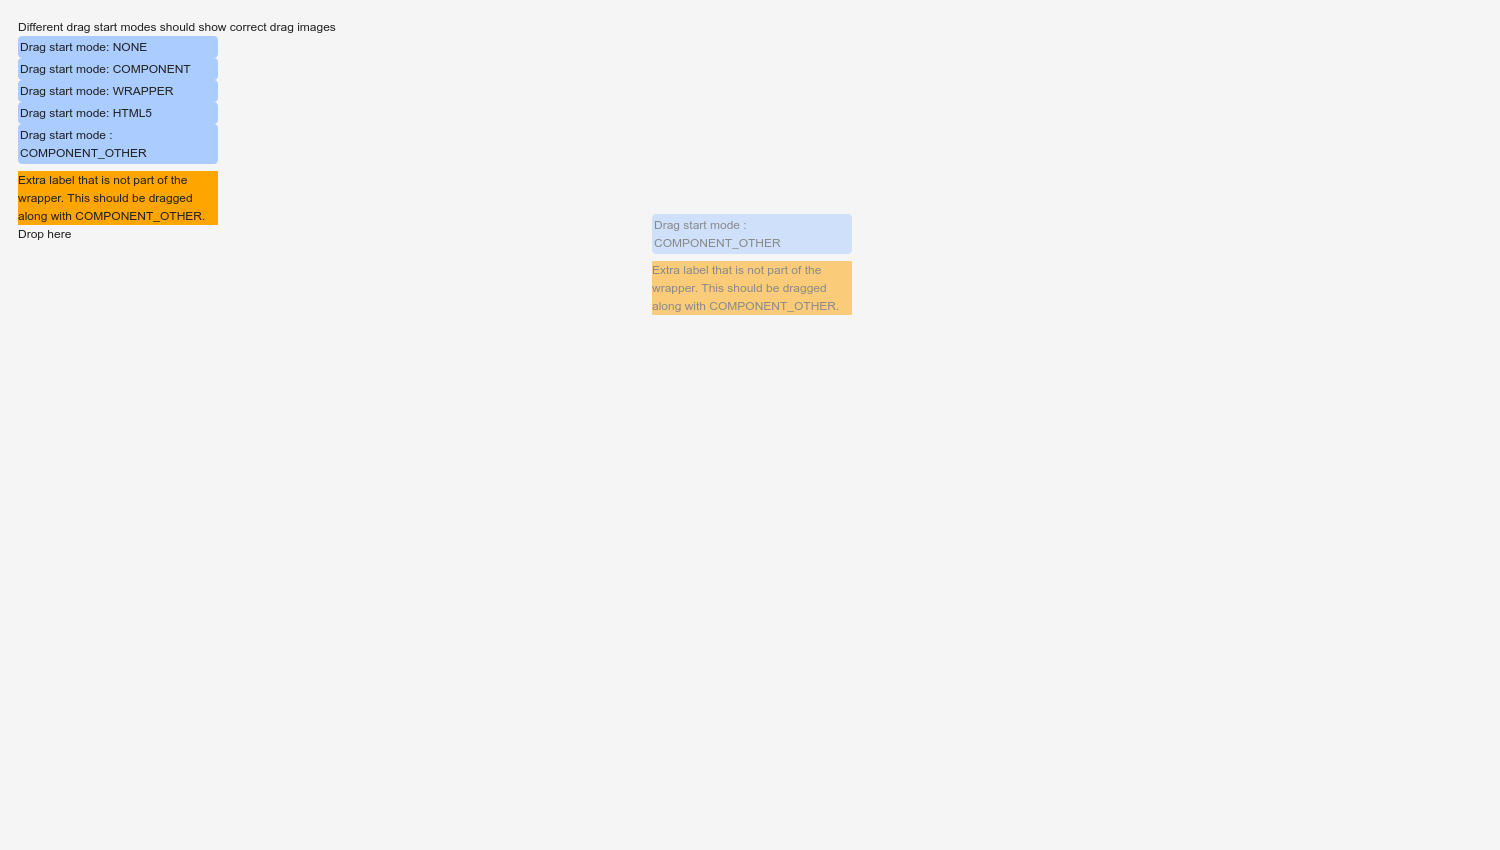 Different drag start modes should show correct drag images
Drag start mode: NONE
Drag start mode: COMPONENT
Drag start mode: WRAPPER
Drag start mode: HTML5
Drag start mode :
COMPONENT_OTHER
Extra label that is not part of the
wrapper. This should be dragged
along with COMPONENT_OTHER.
Drop here
Drag start mode :
COMPONENT_OTHER
Extra label that is not part of the
wrapper. This should be dragged
along with COMPONENT_OTHER.